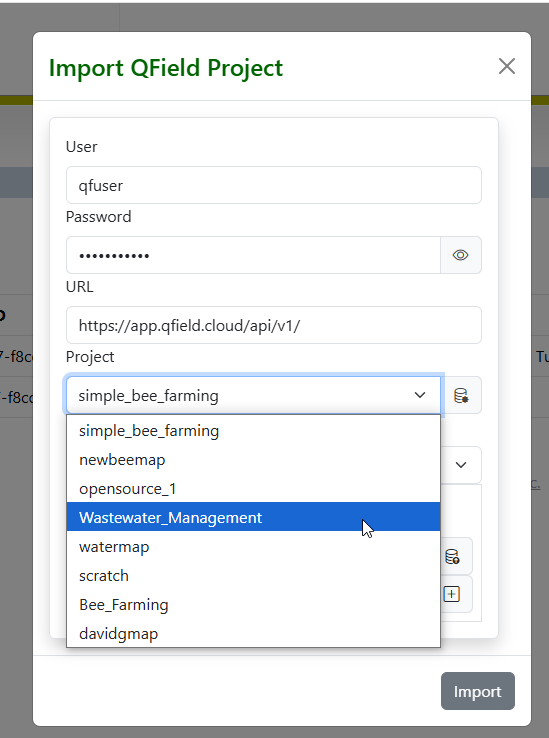 Import QField Project
User
qfuser
Password
•••••••••••
URL
https://app.qfield.cloud/api/v1/
Project
simple_bee_farming
simple_bee_farming
newbeemap
opensource_1
Wastewater_Management
watermap
scratch
Bee_Farming
davidgmap
Import